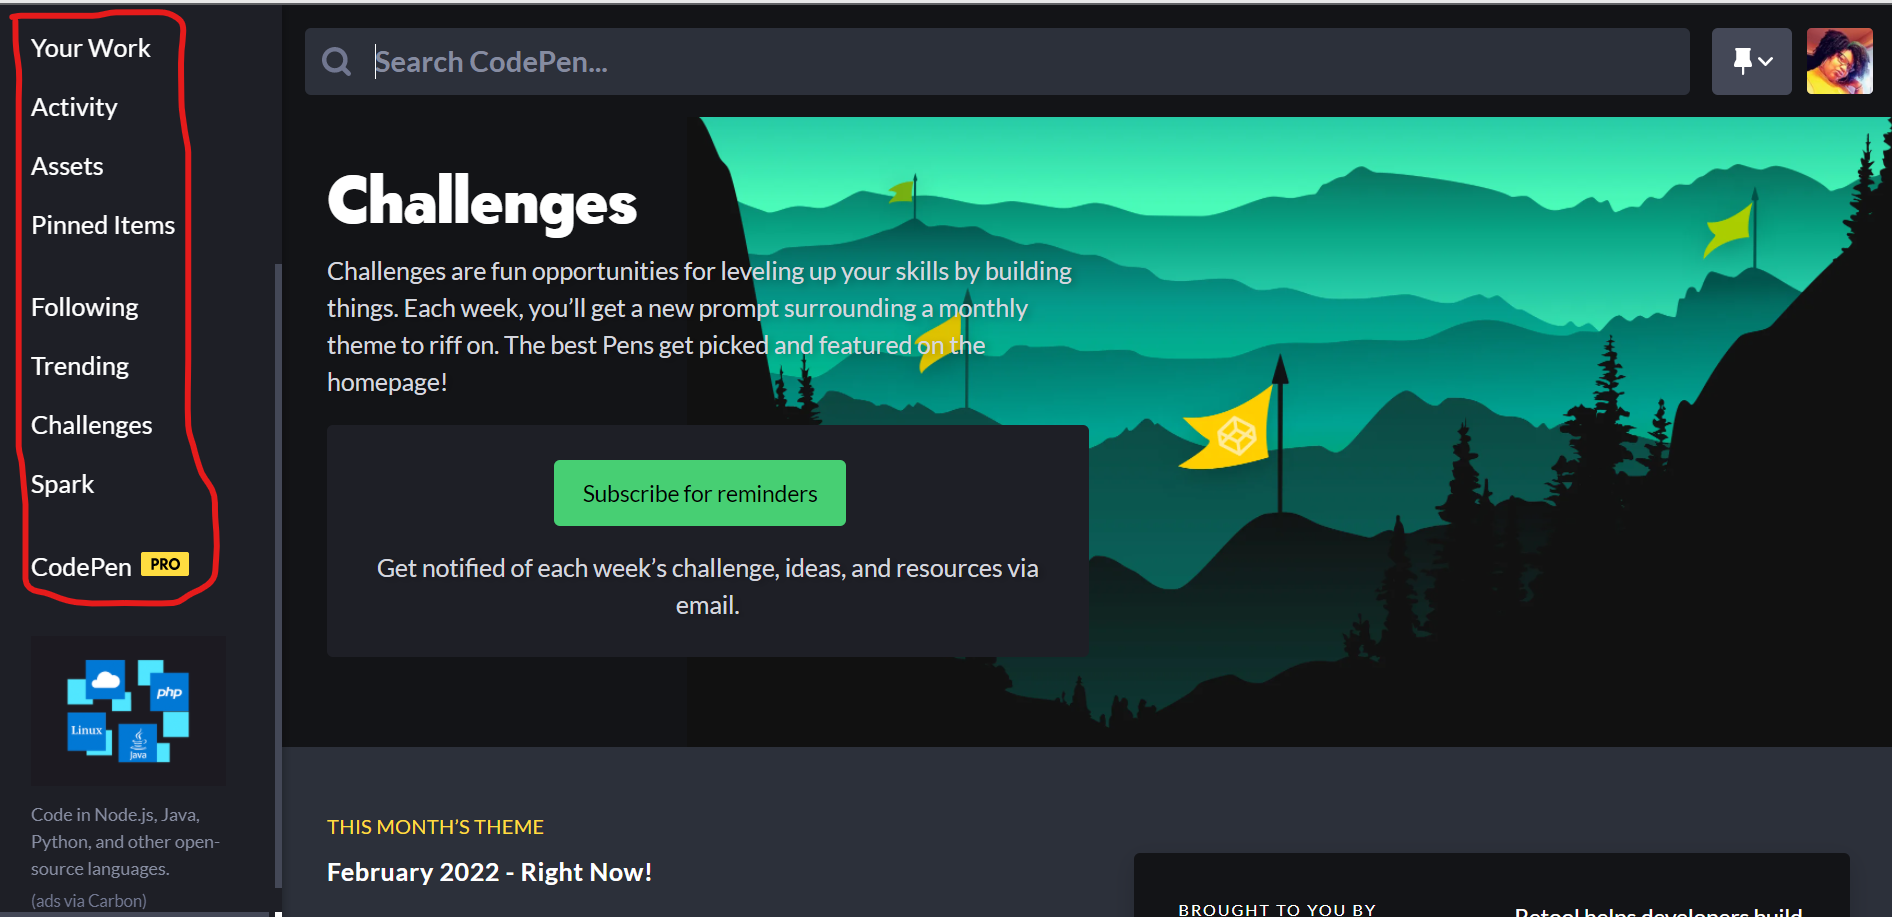 Your Work
Activity
Assets
Pinned Items
Following
Trending
Challenges
Spark
CodePen PRO
php
Linux
Java
Code in Node.js, Java,
Python, and other open-
source languages.
(ads via Carbon)
Search CodePen...
Challenges
Challenges are fun opportunities for leveling up your skills by building
things. Each week, you’ll get a new prompt surrounding a monthly
theme to riff on. The best Pens get picked and featured on the
homepage!
Subscribe for reminders
Get notified of each week’s challenge, ideas, and resources via
email.
THIS MONTH’S THEME
February 2022 - Right Now!
BROUGHT TO YOU BY
Retool helps developers build